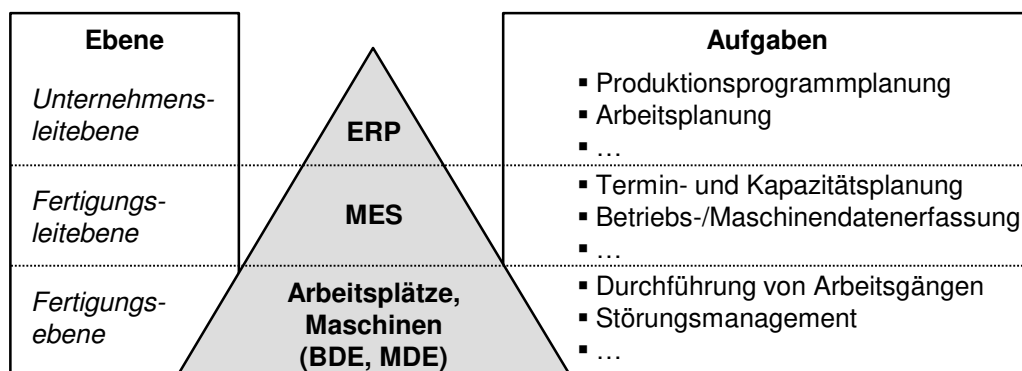 Ebene
Aufgaben
Unternehmens-
leitebene
ERP
▪ Produktionsprogrammplanung
▪ Arbeitsplanung
▪ …
Fertigungs-
leitebene
MES
▪ Termin- und Kapazitätsplanung
▪ Betriebs-/Maschinendatenerfassung
▪ …
Fertigungs-
ebene
Arbeitsplätze,
Maschinen
(BDE, MDE)
▪ Durchführung von Arbeitsgängen
▪ Störungsmanagement
▪ …